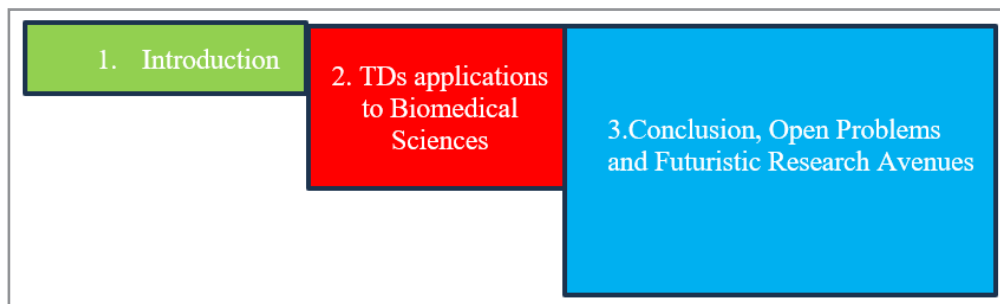 1. Introduction
2. TDs applications
to Biomedical
Sciences
3.Conclusion, Open Problems
and Futuristic Research Avenues